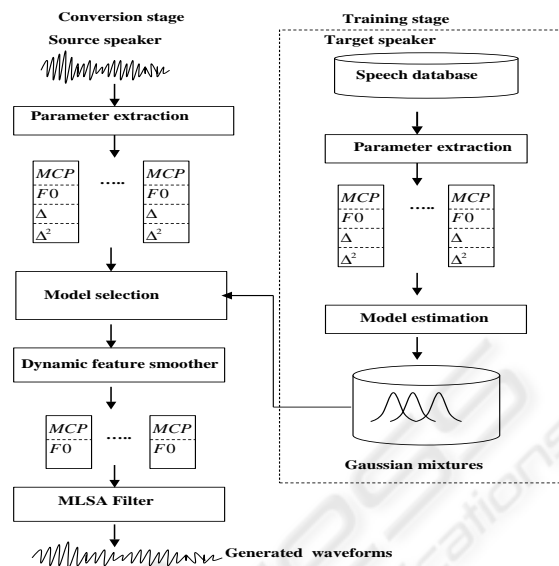 Conversion stage
Training stage
Source speaker
Target speaker
Speech database
Parameter extraction
Parameter extraction
MCP
F0
Δ
Δ²
.....
MCP
F0
Δ
Δ²
MCP
F0
Δ
Δ²
.....
MCP
F0
Δ
Δ²
Model selection
Model estimation
Dynamic feature smoother
MCP
F0
.....
MCP
F0
Gaussian mixtures
MLSA Filter
Generated waveforms